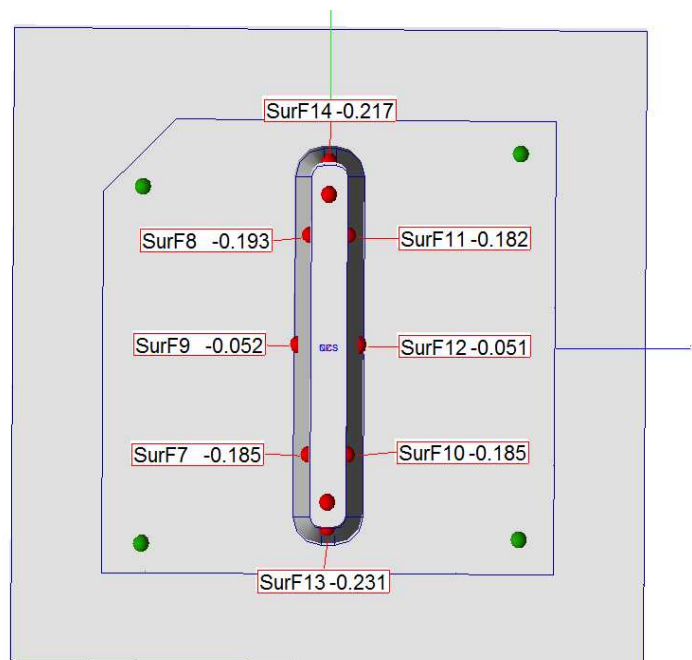 SurF14 -0.217
SurF8 -0.193
SurF11 -0.182
SurF9 -0.052
SurF12 -0.051
SurF7 -0.185
SurF10 -0.185
SurF13 -0.231